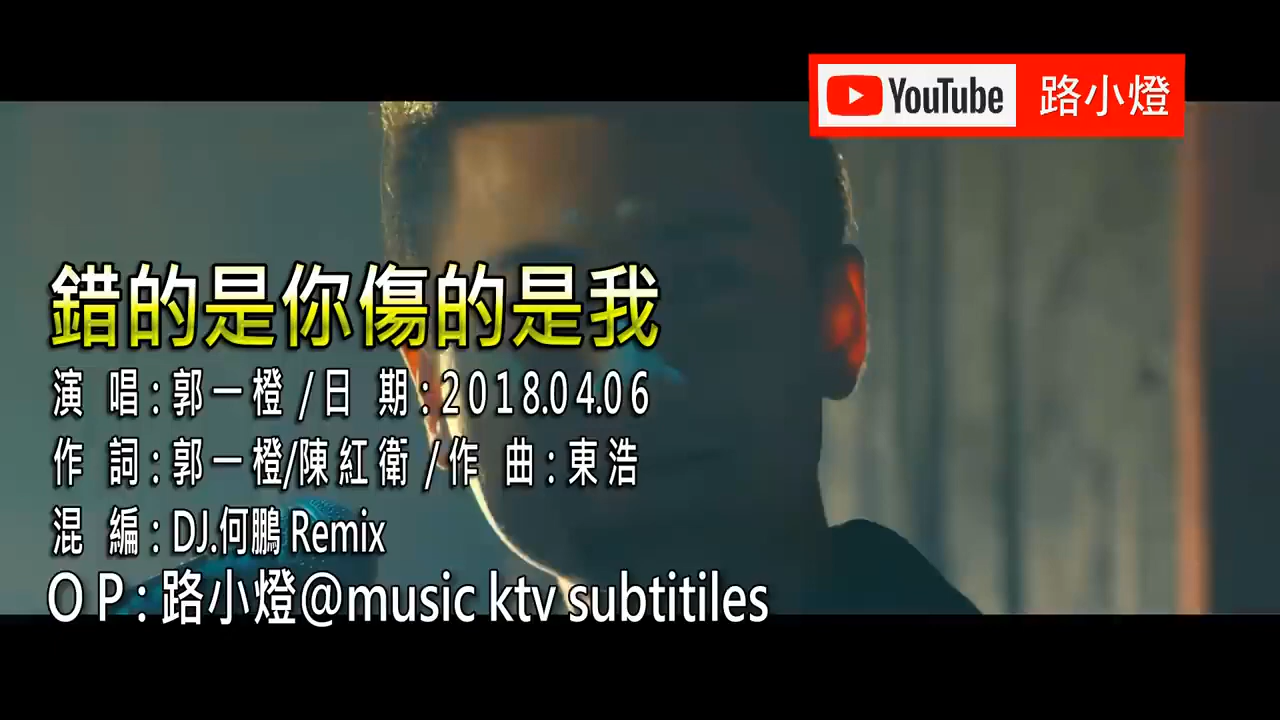 YouTube 路小燈
錯的是你傷的是我
演 唱:郭一橙/日 期:2018.04.06
作 詞:郭一橙/陳紅衛/作 曲:東浩
混 編:DJ.何鵬 Remix
OP:路小燈@music ktv subtitiles